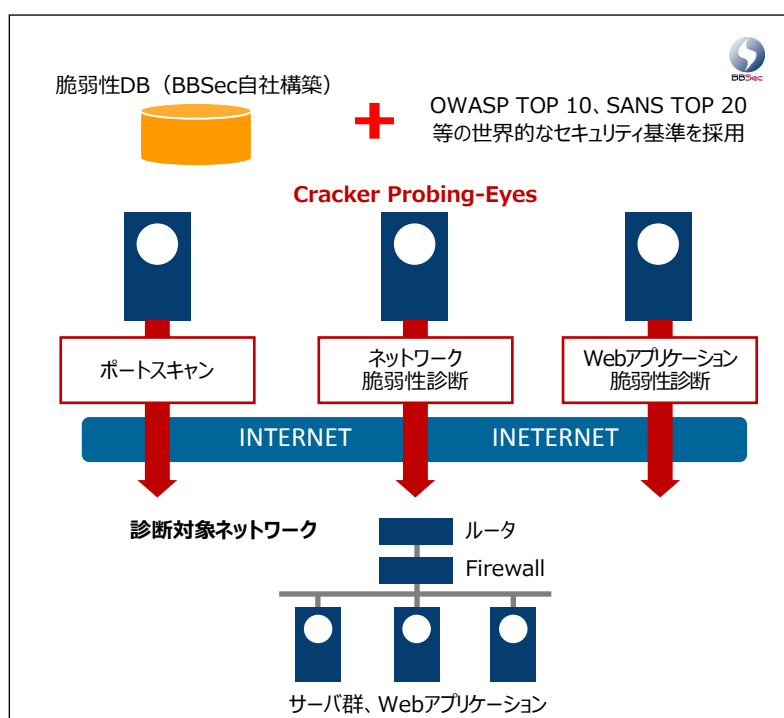 BBSec
脆弱性DB（BBSec自社構築）
OWASP TOP 10、SANS TOP 20
等の世界的なセキュリティ基準を採用
Cracker Probing-Eyes
ポートスキャン
ネットワーク
脆弱性診断
Webアプリケーション
脆弱性診断
INTERNET
INETERNET
診断対象ネットワーク
ルータ
Firewall
サーバ群、Webアプリケーション